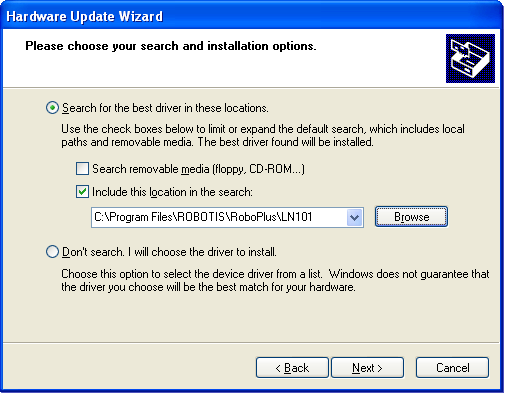 Hardware Update Wizard
Please choose your search and installation options.
Search for the best driver in these locations.
Use the check boxes below to limit or expand the default search, which includes local
paths and removable media. The best driver found will be installed.
Search removable media (floppy, CD-ROM...)
Include this location in the search:
C:\Program Files\ROBOTIS\RoboPlus\LN101
Browse
Don't search. I will choose the driver to install.
Choose this option to select the device driver from a list. Windows does not guarantee that
the driver you choose will be the best match for your hardware.
< Back
Next >
Cancel